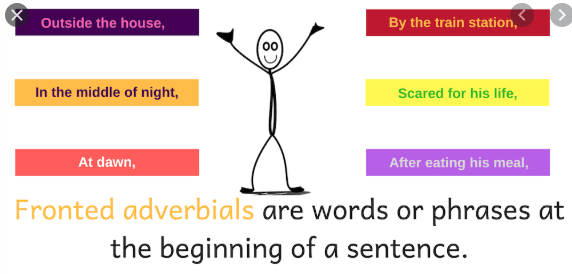 Outside the house,
By the train station,
In the middle of night,
Scared for his life,
At dawn,
After eating his meal,
Fronted adverbials are words or phrases at
the beginning of a sentence.